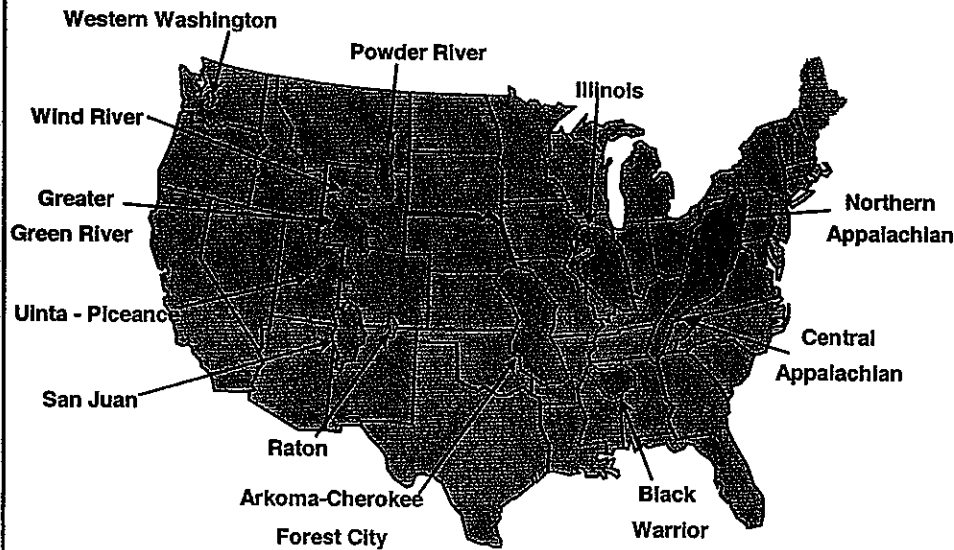 Western Washington
Powder River
Illinois
Wind River
Greater
Green River
Northern
Appalachian
Uinta - Piceance
Central
Appalachian
San Juan
Raton
Arkoma-Cherokee
Forest City
Black
Warrior